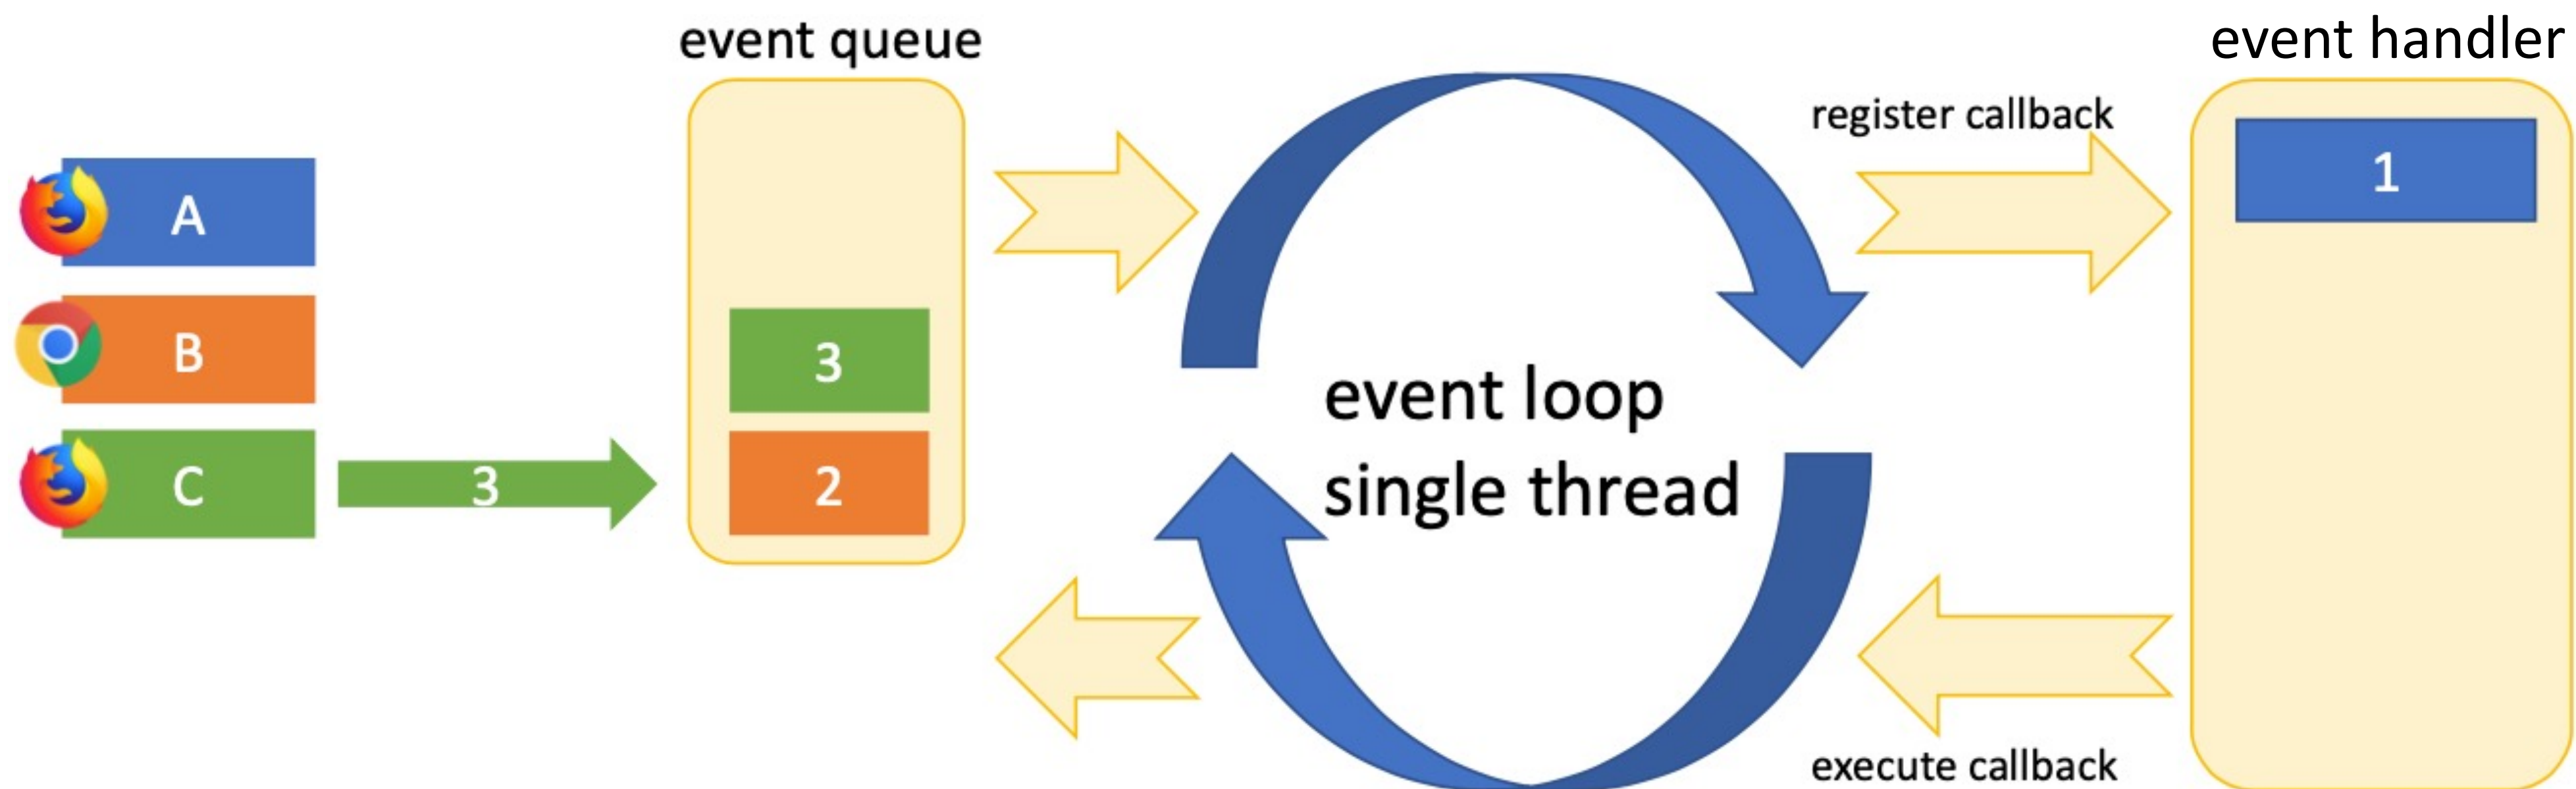 event queue
event handler
register callback
A
B
C
3
3
2
1
event loop
single thread
execute callback